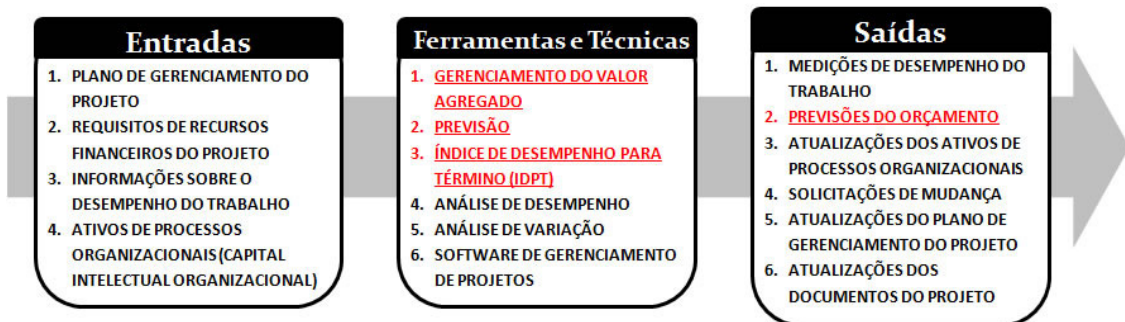 Entradas
1. PLANO DE GERENCIAMENTO DO
PROJETO
2. REQUISITOS DE RECURSOS
FINANCEIROS DO PROJETO
3. INFORMAÇÕES SOBRE O
DESEMPENHO DO TRABALHO
4. ATIVOS DE PROCESSOS
ORGANIZACIONAIS (CAPITAL
INTELECTUAL ORGANIZACIONAL)
Ferramentas e Técnicas
1. GERENCIAMENTO DO VALOR
AGREGADO
2. PREVISÃO
3. ÍNDICE DE DESEMPENHO PARA
TÉRMINO (IDPT)
4. ANÁLISE DE DESEMPENHO
5. ANÁLISE DE VARIAÇÃO
6. SOFTWARE DE GERENCIAMENTO
DE PROJETOS
Saídas
1. MEDIÇÕES DE DESEMPENHO DO
TRABALHO
2. PREVISÕES DO ORÇAMENTO
3. ATUALIZAÇÕES DOS ATIVOS DE
PROCESSOS ORGANIZACIONAIS
4. SOLICITAÇÕES DE MUDANÇA
5. ATUALIZAÇÕES DO PLANO DE
GERENCIAMENTO DO PROJETO
6. ATUALIZAÇÕES DOS
DOCUMENTOS DO PROJETO